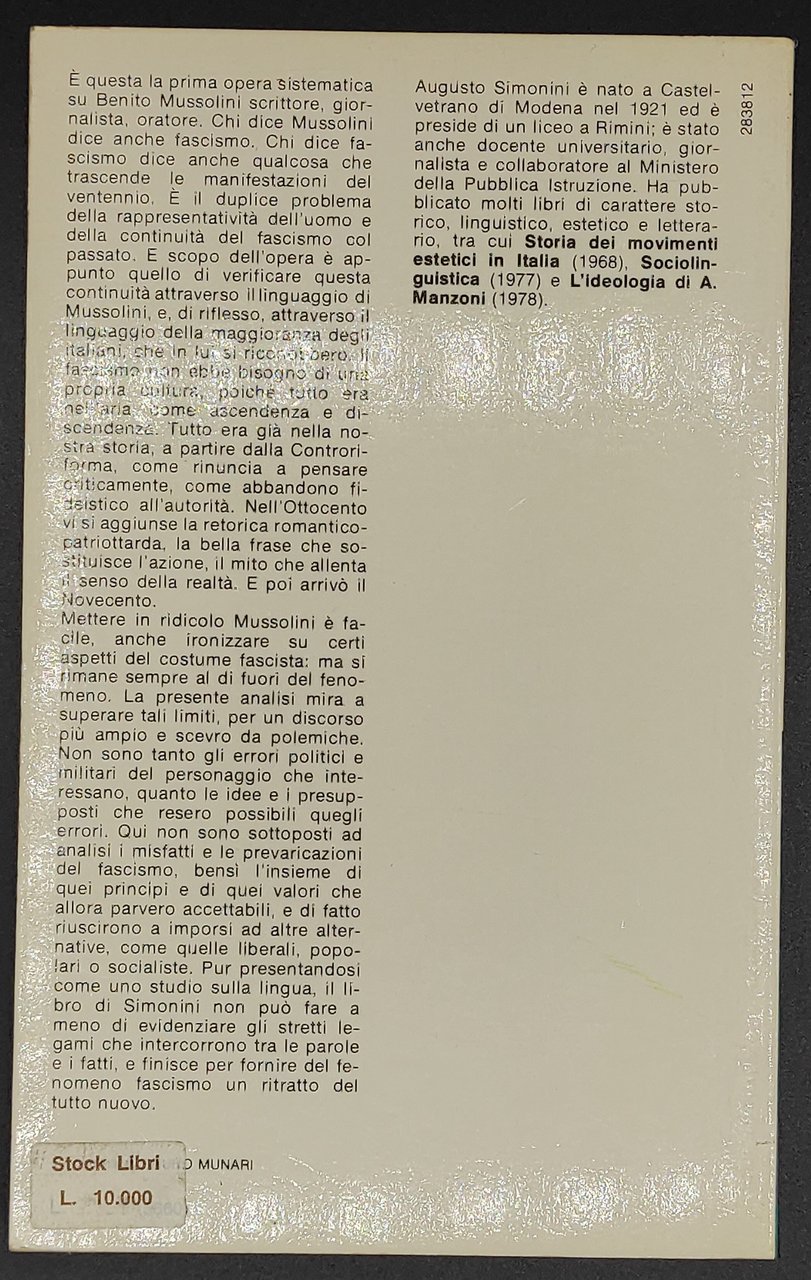 È questa la prima opera sistematica
su Benito Mussolini scrittore, gior-
nalista, oratore. Chi dice Mussolini
dice anche fascismo. Chi dice fa-
scismo dice anche qualcosa che
trascende le manifestazioni del
ventennio. È il duplice problema
della rappresentatività dell'uomo e
della continuità del fascismo col
passato. E scopo dell'opera è ap-
punto quello di verificare questa
continuità attraverso il linguaggio di
Mussolini, e, di riflesso, attraverso il
linguaggio della maggioranza degli
italiani, che in lui si riconobbero. Il
fascismo non ebbe bisogno di una
propria cultura, poiché tutto era
nell'aria come ascendenza e di-
scendenza. Tutto era già nella no-
stra storia, a partire dalla Controri-
forma, come rinuncia a pensare
criticamente, come abbandono fi-
deistico all'autorità. Nell'Ottocento
vi si aggiunse la retorica romantico-
patriottarda, la bella frase che so-
stituisce l'azione, il mito che allenta
il senso della realtà. E poi arrivò il
Novecento.
Mettere in ridicolo Mussolini è fa-
cile, anche ironizzare su certi
aspetti del costume fascista: ma si
rimane sempre al di fuori del feno-
meno. La presente analisi mira a
superare tali limiti, per un discorso
più ampio e scevro da polemiche.
Non sono tanto gli errori politici e
militari del personaggio che inte-
ressano, quanto le idee e i presup-
posti che resero possibili quegli
errori. Qui non sono sottoposti ad
analisi i misfatti e le prevaricazioni
del fascismo, bensì l'insieme di
quei principi e di quei valori che
allora parvero accettabili, e di fatto
riuscirono a imporsi ad altre alter-
native, come quelle liberali, popo-
lari o socialiste. Pur presentandosi
come uno studio sulla lingua, il li-
bro di Simonini non può fare a
meno di evidenziare gli stretti le-
gami che intercorrono tra le parole
e i fatti, e finisce per fornire del fe-
nomeno fascismo un ritratto del
tutto nuovo.
Augusto Simonini è nato a Castel-
vetrano di Modena nel 1921 ed è
preside di un liceo a Rimini; è stato
anche docente universitario, gior-
nalista e collaboratore al Ministero
della Pubblica Istruzione. Ha pub-
blicato molti libri di carattere sto-
rico, linguistico, estetico e lettera-
rio, tra cui Storia dei movimenti
estetici in Italia (1968), Sociolin-
guistica (1977) e L'ideologia di A.
Manzoni (1978).
283812
Stock Libri
L. 10.000
MUNARI